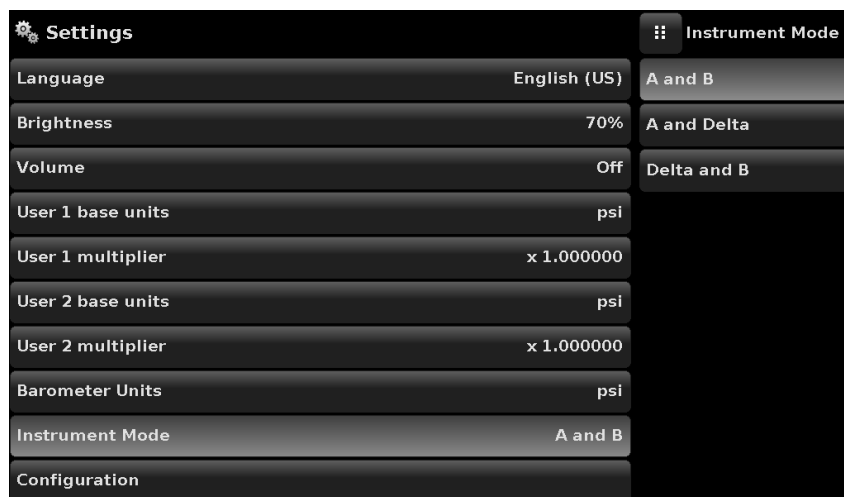 Settings
Language English (US)
Brightness 70%
Volume Off
User 1 base units psi
User 1 multiplier x 1.000000
User 2 base units psi
User 2 multiplier x 1.000000
Barometer Units psi
Instrument Mode A and B
Configuration
Instrument Mode
A and B
A and Delta
Delta and B